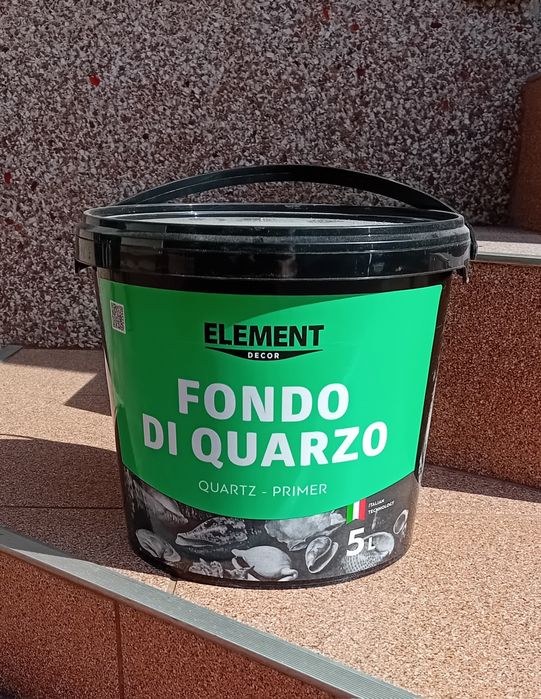 ELEMENT
DECOR
FONDO
DI QUARZO
QUARTZ - PRIMER
ITALIAN
TECHNOLOGY
5L